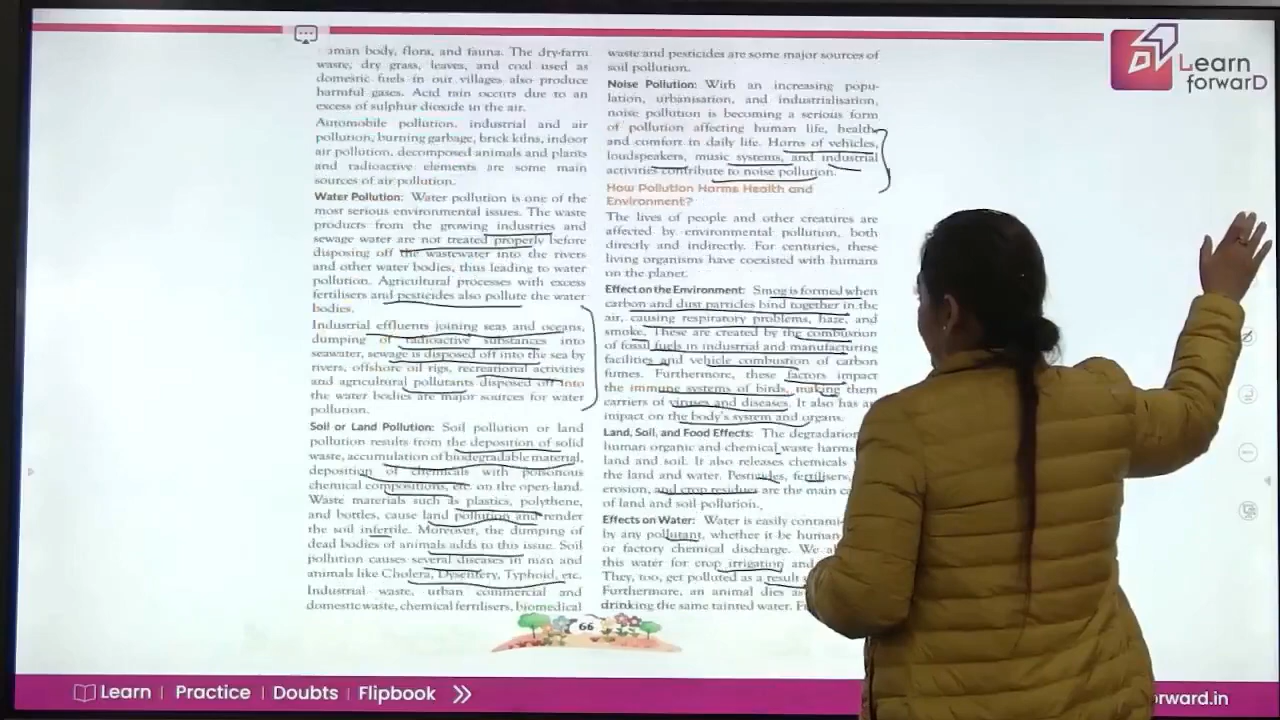 Learn
forwarD
uman body, flora, and fauna. The dry-farm
waste, dry grass, leaves, and coal used as
domestic fuels in our villages also produce
harmful gases. Acid rain occurs due to an
excess of sulphur dioxide in the air.
Automobile pollution, industrial and air
pollution, burning garbage, brick kilns, indoor
air pollution, decomposed animals and plants
and radioactive elements are some main
sources of air pollution.
Water Pollution: Water pollution is one of the
most serious environmental issues. The waste
products from the growing industries and
sewage water are not treated properly before
disposing off the wastewater into the rivers
and other water bodies, thus leading to water
pollution. Agricultural processes with excess
fertilisers and pesticides also pollute the water
bodies.
Industrial effluents joining seas and oceans,
dumping of radioactive substances into
seawater, sewage is disposed off into the sea by
rivers, offshore oil rigs, recreational activities
and agricultural pollutants disposed off into
the water bodies are major sources for water
pollution.
Soil or Land Pollution: Soil pollution or land
pollution results from the deposition of solid
waste, accumulation of biodegradable material,
deposition of chemicals with poisonous
chemical compositions, etc. on the open land.
Waste materials such as plastics, polythene,
and bottles, cause land pollution and render
the soil infertile. Moreover, the dumping of
dead bodies of animals adds to this issue. Soil
pollution causes several diseases in man and
animals like Cholera, Dysentery, Typhoid, etc.
Industrial waste, urban commercial and
domestic waste, chemical fertilisers, biomedical
waste and pesticides are some major sources of
soil pollution.
Noise Pollution: With an increasing popu-
lation, urbanisation, and industrialisation,
noise pollution is becoming a serious form
of pollution affecting human life, health,
and comfort in daily life. Horns of vehicles,
loudspeakers, music systems, and industrial
activities contribute to noise pollution.
How Pollution Harms Health and
Environment?
The lives of people and other creatures are
affected by environmental pollution, both
directly and indirectly. For centuries, these
living organisms have coexisted with humans
on the planet.
Effect on the Environment: Smog is formed when
carbon and dust particles bind together in the
air, causing respiratory problems, haze, and
smoke. These are created by the combustion
of fossil fuels in industrial and manufacturing
facilities and vehicle combustion of carbon
fumes. Furthermore, these factors impact
the immune systems of birds, making them
carriers of viruses and diseases. It also has an
impact on the body's system and organs.
Land, Soil, and Food Effects: The degradation
human organic and chemical waste harms
land and soil. It also releases chemicals
the land and water. Pesticides, fertilisers,
erosion, and crop residues are the main
of land and soil pollution.
Effects on Water: Water is easily
by any pollutant, whether it be human
or factory chemical discharge. We
this water for crop irrigation and
They, too, get polluted as a result
Furthermore, an animal dies
drinking the same tainted water.
66
Learn | Practice | Doubts | Flipbook
orward.in